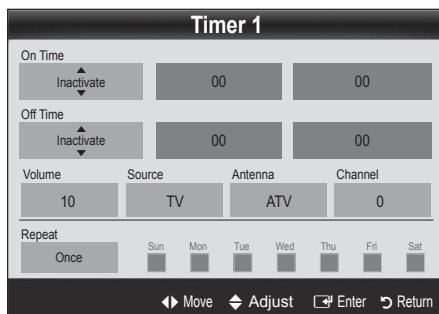 Timer 1
On Time
Inactivate 00 00
Off Time
Inactivate 00 00
Volume Source Antenna Channel
10 TV ATV 0
Repeat
Once Sun Mon Tue Wed Thu Fri Sat
Move Adjust Enter Return